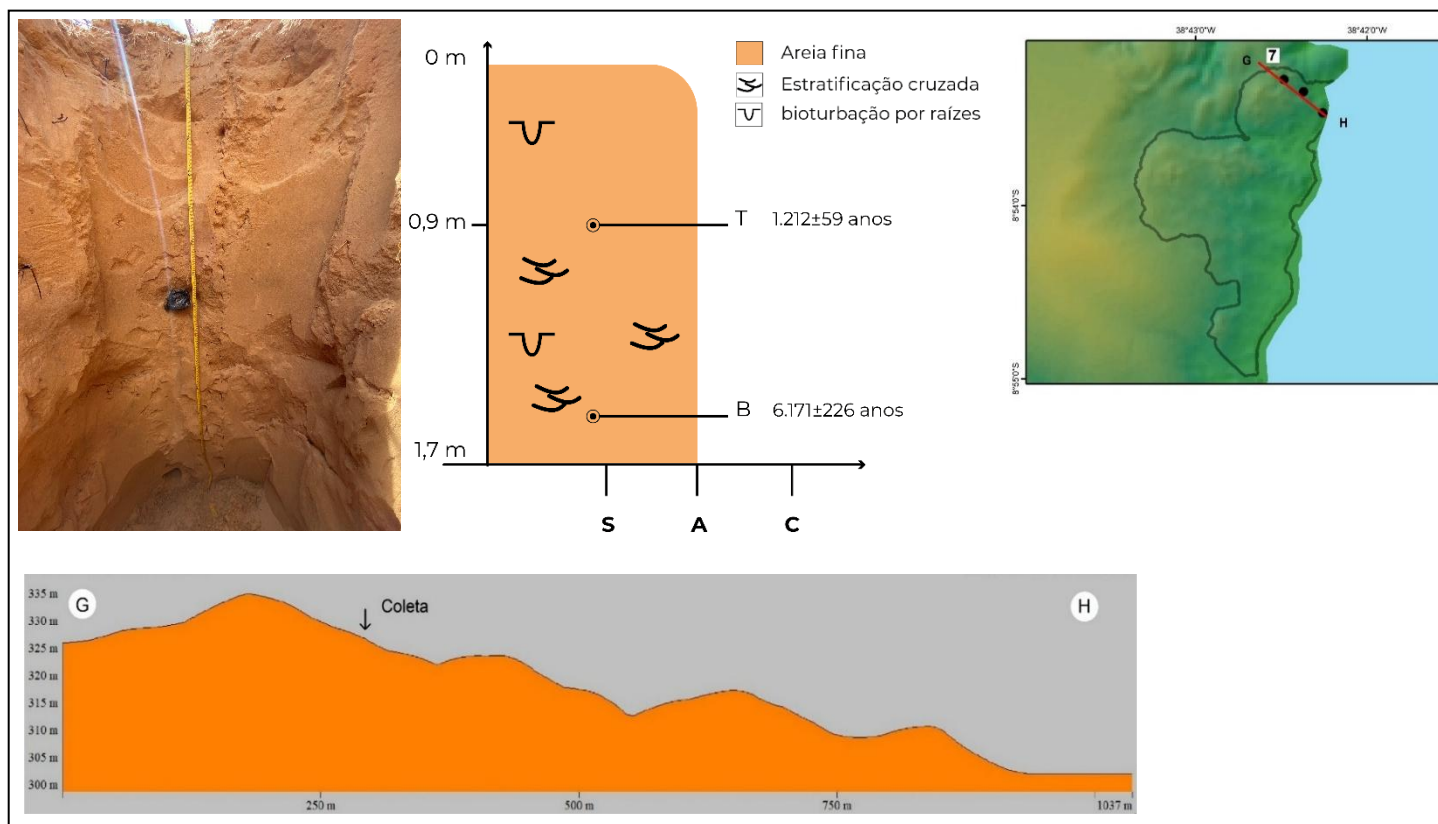 0 m
0,9 m
1,7 m
T 1.212±59 anos
B 6.171±226 anos
S A C
Areia fina
Estratificação cruzada
bioturbação por raízes
38°43'0"W 38°42'0"W
G 7
H
8°54'0"S
8°55'0"S
G Coleta H
335 m
330 m
325 m
320 m
315 m
310 m
305 m
300 m
250 m 500 m 750 m 1037 m